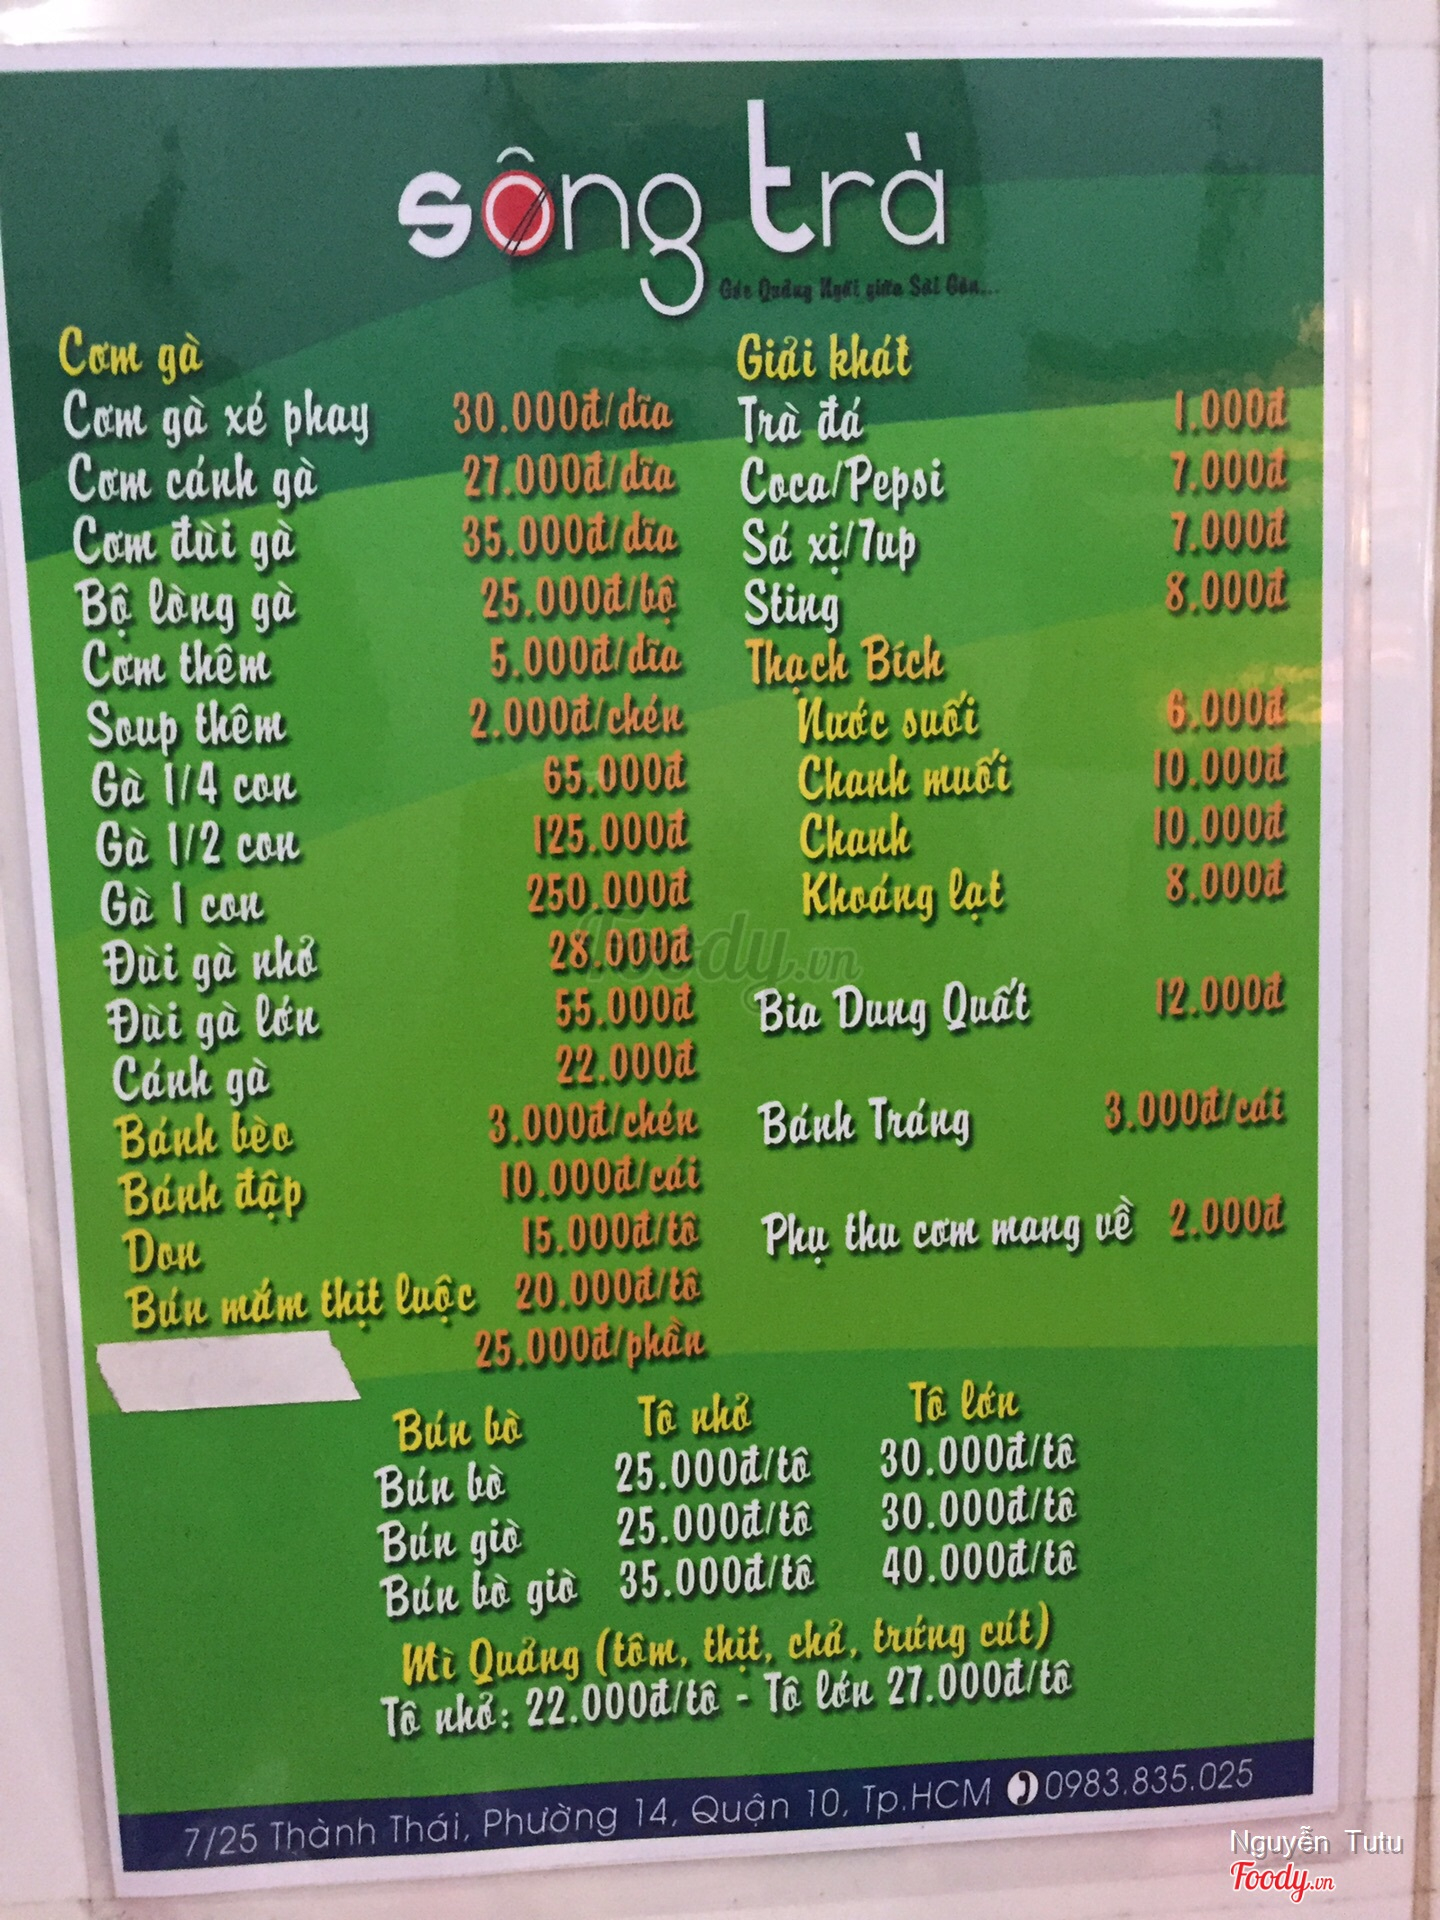 sông trà
Góc Quảng Ngãi giữa Sài Gòn...
Cơm gà
Cơm gà xé phay 30.000đ/dĩa
Cơm cánh gà 27.000đ/dĩa
Cơm đùi gà 35.000đ/dĩa
Bộ lòng gà 25.000đ/bộ
Cơm thêm 5.000đ/dĩa
Soup thêm 2.000đ/chén
Gà 1/4 con 65.000đ
Gà 1/2 con 125.000đ
Gà 1 con 250.000đ
Đùi gà nhỏ 28.000đ
Đùi gà lớn 55.000đ
Cánh gà 22.000đ
Bánh bèo 3.000đ/chén
Bánh đập 10.000đ/cái
Don 15.000đ/tô
Bún mắm thịt luộc 20.000đ/tô
25.000đ/phần
Giải khát
Trà đá 1.000đ
Coca/Pepsi 7.000đ
Sá xị/7up 7.000đ
Sting 8.000đ
Thạch Bích
Nước suối 6.000đ
Chanh muối 10.000đ
Chanh 10.000đ
Khoáng lạt 8.000đ
Bia Dung Quất 12.000đ
Bánh Tráng 3.000đ/cái
Phụ thu cơm mang về 2.000đ
Bún bò Tô nhỏ Tô lớn
Bún bò 25.000đ/tô 30.000đ/tô
Bún giò 25.000đ/tô 30.000đ/tô
Bún bò giò 35.000đ/tô 40.000đ/tô
Mì Quảng (tôm, thịt, chả, trứng cút)
Tô nhỏ: 22.000đ/tô - Tô lớn 27.000đ/tô
7/25 Thành Thái, Phường 14, Quận 10, Tp.HCM 0983.835.025
Foody.vn
Nguyễn Tutu
Foody.vn